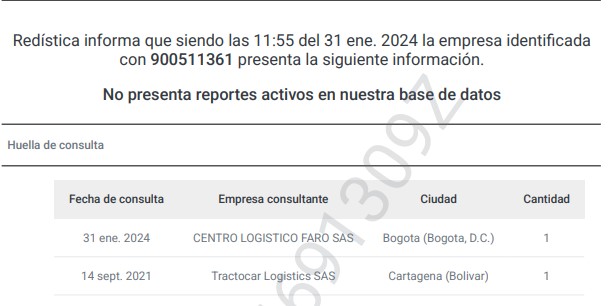 Redística informa que siendo las 11:55 del 31 ene. 2024 la empresa identificada
con 900511361 presenta la siguiente información.
No presenta reportes activos en nuestra base de datos
Huella de consulta
Fecha de consulta Empresa consultante Ciudad Cantidad
31 ene. 2024 CENTRO LOGISTICO FARO SAS Bogota (Bogota, D.C.) 1
14 sept. 2021 Tractocar Logistics SAS Cartagena (Bolivar) 1